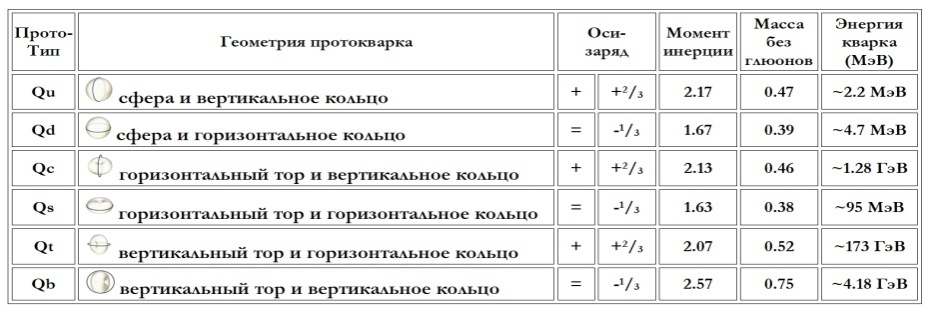 Прото-Тип Геометрия протокварка Оси-заряд Момент инерции Масса без глюонов Энергия кварка (МэВ)
Qu сфера и вертикальное кольцо + +²/₃ 2.17 0.47 ~2.2 МэВ
Qd сфера и горизонтальное кольцо = -¹/₃ 1.67 0.39 ~4.7 МэВ
Qc горизонтальный тор и вертикальное кольцо + +²/₃ 2.13 0.46 ~1.28 ГэВ
Qs горизонтальный тор и горизонтальное кольцо = -¹/₃ 1.63 0.38 ~95 МэВ
Qt вертикальный тор и горизонтальное кольцо + +²/₃ 2.07 0.52 ~173 ГэВ
Qb вертикальный тор и вертикальное кольцо = -¹/₃ 2.57 0.75 ~4.18 ГэВ